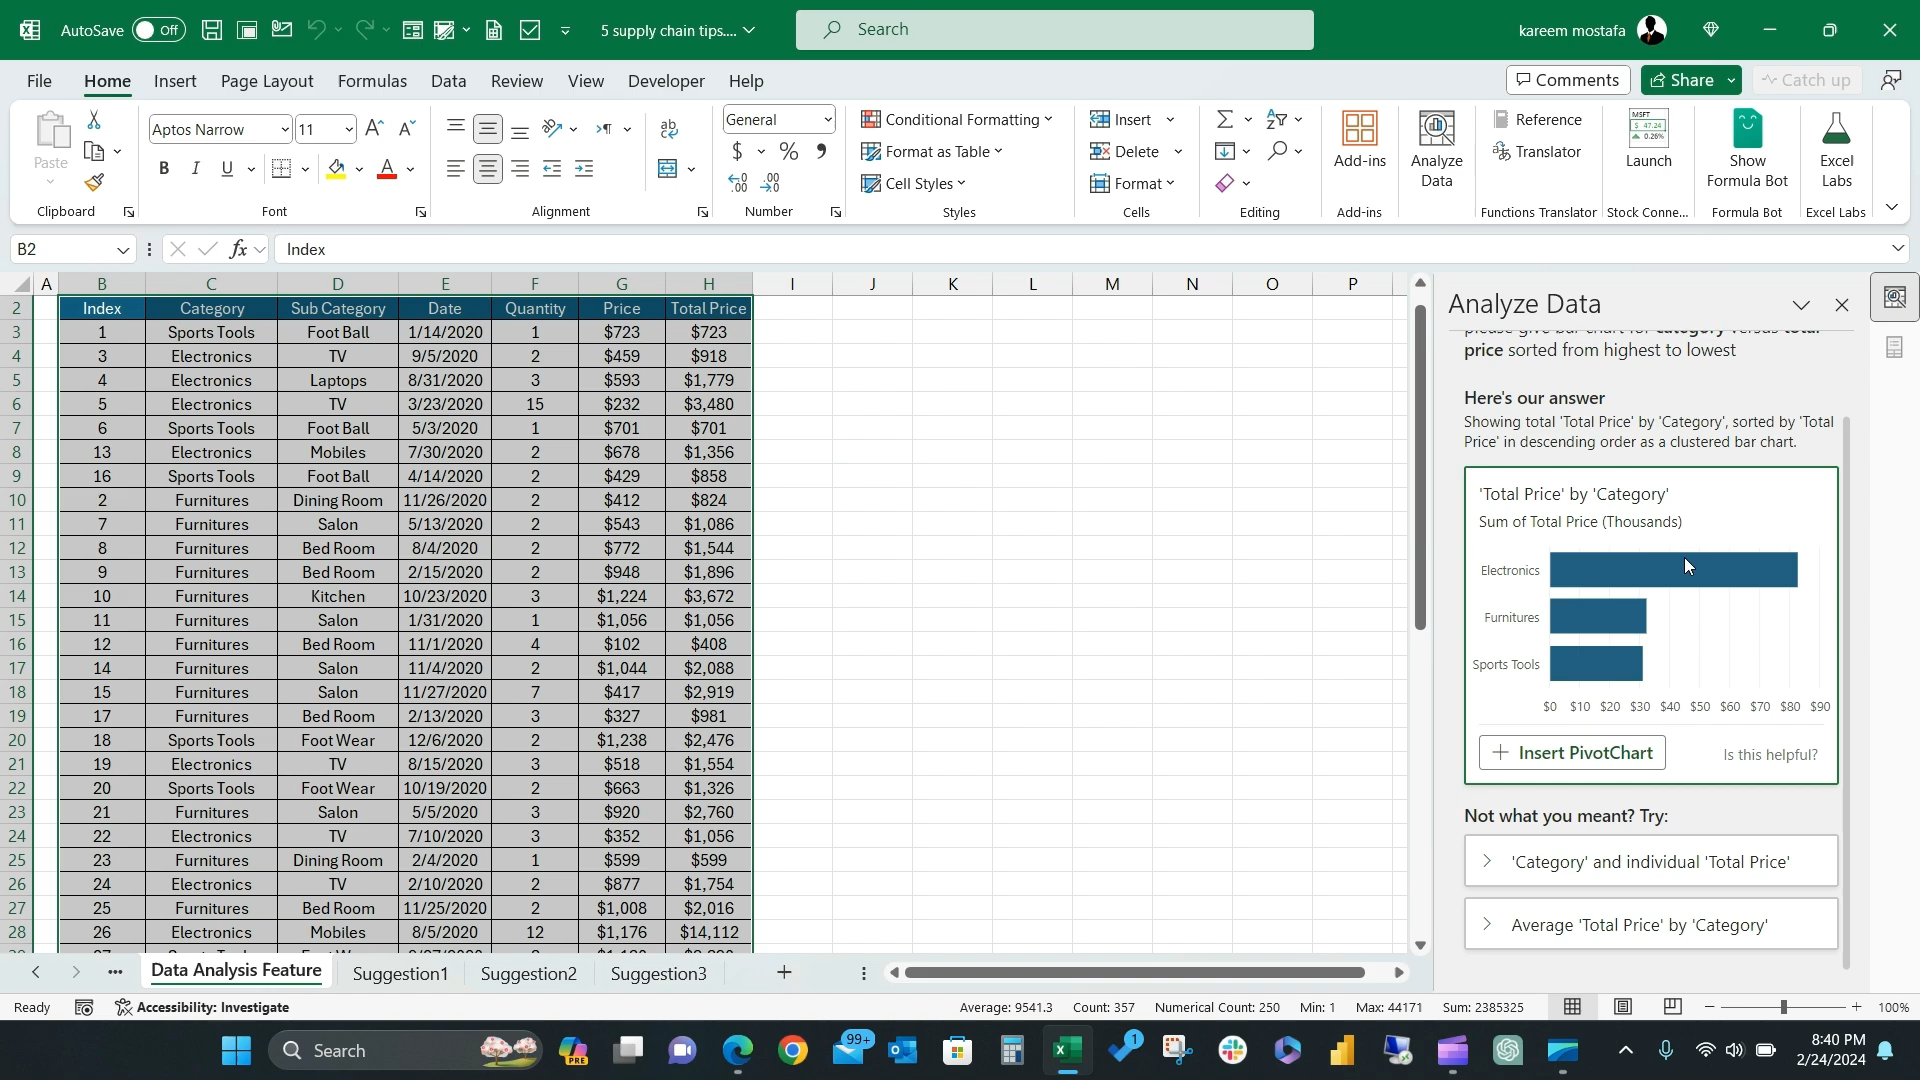 AutoSave Off 5 supply chain tips.... Search kareem mostafa
File Home Insert Page Layout Formulas Data Review View Developer Help Comments Share Catch up
Paste Aptos Narrow 11 General Conditional Formatting Insert Reference
Format as Table Delete Add-ins Analyze Data Translator Launch Show Formula Bot Excel Labs
Cell Styles Format
Clipboard Font Alignment Number Styles Cells Editing Add-ins Functions Translator Stock Conne... Formula Bot Excel Labs
B2 fx Index
A B C D E F G H I J K L M N O P
2 Index Category Sub Category Date Quantity Price Total Price
3 1 Sports Tools Foot Ball 1/14/2020 1 $723 $723
4 3 Electronics TV 9/5/2020 2 $459 $918
5 4 Electronics Laptops 8/31/2020 3 $593 $1,779
6 5 Electronics TV 3/23/2020 15 $232 $3,480
7 6 Sports Tools Foot Ball 5/3/2020 1 $701 $701
8 13 Electronics Mobiles 7/30/2020 2 $678 $1,356
9 16 Sports Tools Foot Ball 4/14/2020 2 $429 $858
10 2 Furnitures Dining Room 11/26/2020 2 $412 $824
11 7 Furnitures Salon 5/13/2020 2 $543 $1,086
12 8 Furnitures Bed Room 8/4/2020 2 $772 $1,544
13 9 Furnitures Bed Room 2/15/2020 2 $948 $1,896
14 10 Furnitures Kitchen 10/23/2020 3 $1,224 $3,672
15 11 Furnitures Salon 1/31/2020 1 $1,056 $1,056
16 12 Furnitures Bed Room 11/1/2020 4 $102 $408
17 14 Furnitures Salon 11/4/2020 2 $1,044 $2,088
18 15 Furnitures Salon 11/27/2020 7 $417 $2,919
19 17 Furnitures Bed Room 2/13/2020 3 $327 $981
20 18 Sports Tools Foot Wear 12/6/2020 2 $1,238 $2,476
21 19 Electronics TV 8/15/2020 3 $518 $1,554
22 20 Sports Tools Foot Wear 10/19/2020 2 $663 $1,326
23 21 Furnitures Salon 5/5/2020 3 $920 $2,760
24 22 Electronics TV 7/10/2020 3 $352 $1,056
25 23 Furnitures Dining Room 2/4/2020 1 $599 $599
26 24 Electronics TV 2/10/2020 2 $877 $1,754
27 25 Furnitures Bed Room 11/25/2020 2 $1,008 $2,016
28 26 Electronics Mobiles 8/5/2020 12 $1,176 $14,112
Analyze Data
please give bar chart for category versus total
price sorted from highest to lowest
Here's our answer
Showing total 'Total Price' by 'Category', sorted by 'Total
Price' in descending order as a clustered bar chart.
'Total Price' by 'Category'
Sum of Total Price (Thousands)
Electronics
Furnitures
Sports Tools
$0 $10 $20 $30 $40 $50 $60 $70 $80 $90
Insert PivotChart Is this helpful?
Not what you meant? Try:
'Category' and individual 'Total Price'
Average 'Total Price' by 'Category'
Data Analysis Feature Suggestion1 Suggestion2 Suggestion3
Ready Accessibility: Investigate Average: 9541.3 Count: 357 Numerical Count: 250 Min: 1 Max: 44171 Sum: 2385325 100%
Search PRE 99+ 1 8:40 PM
2/24/2024